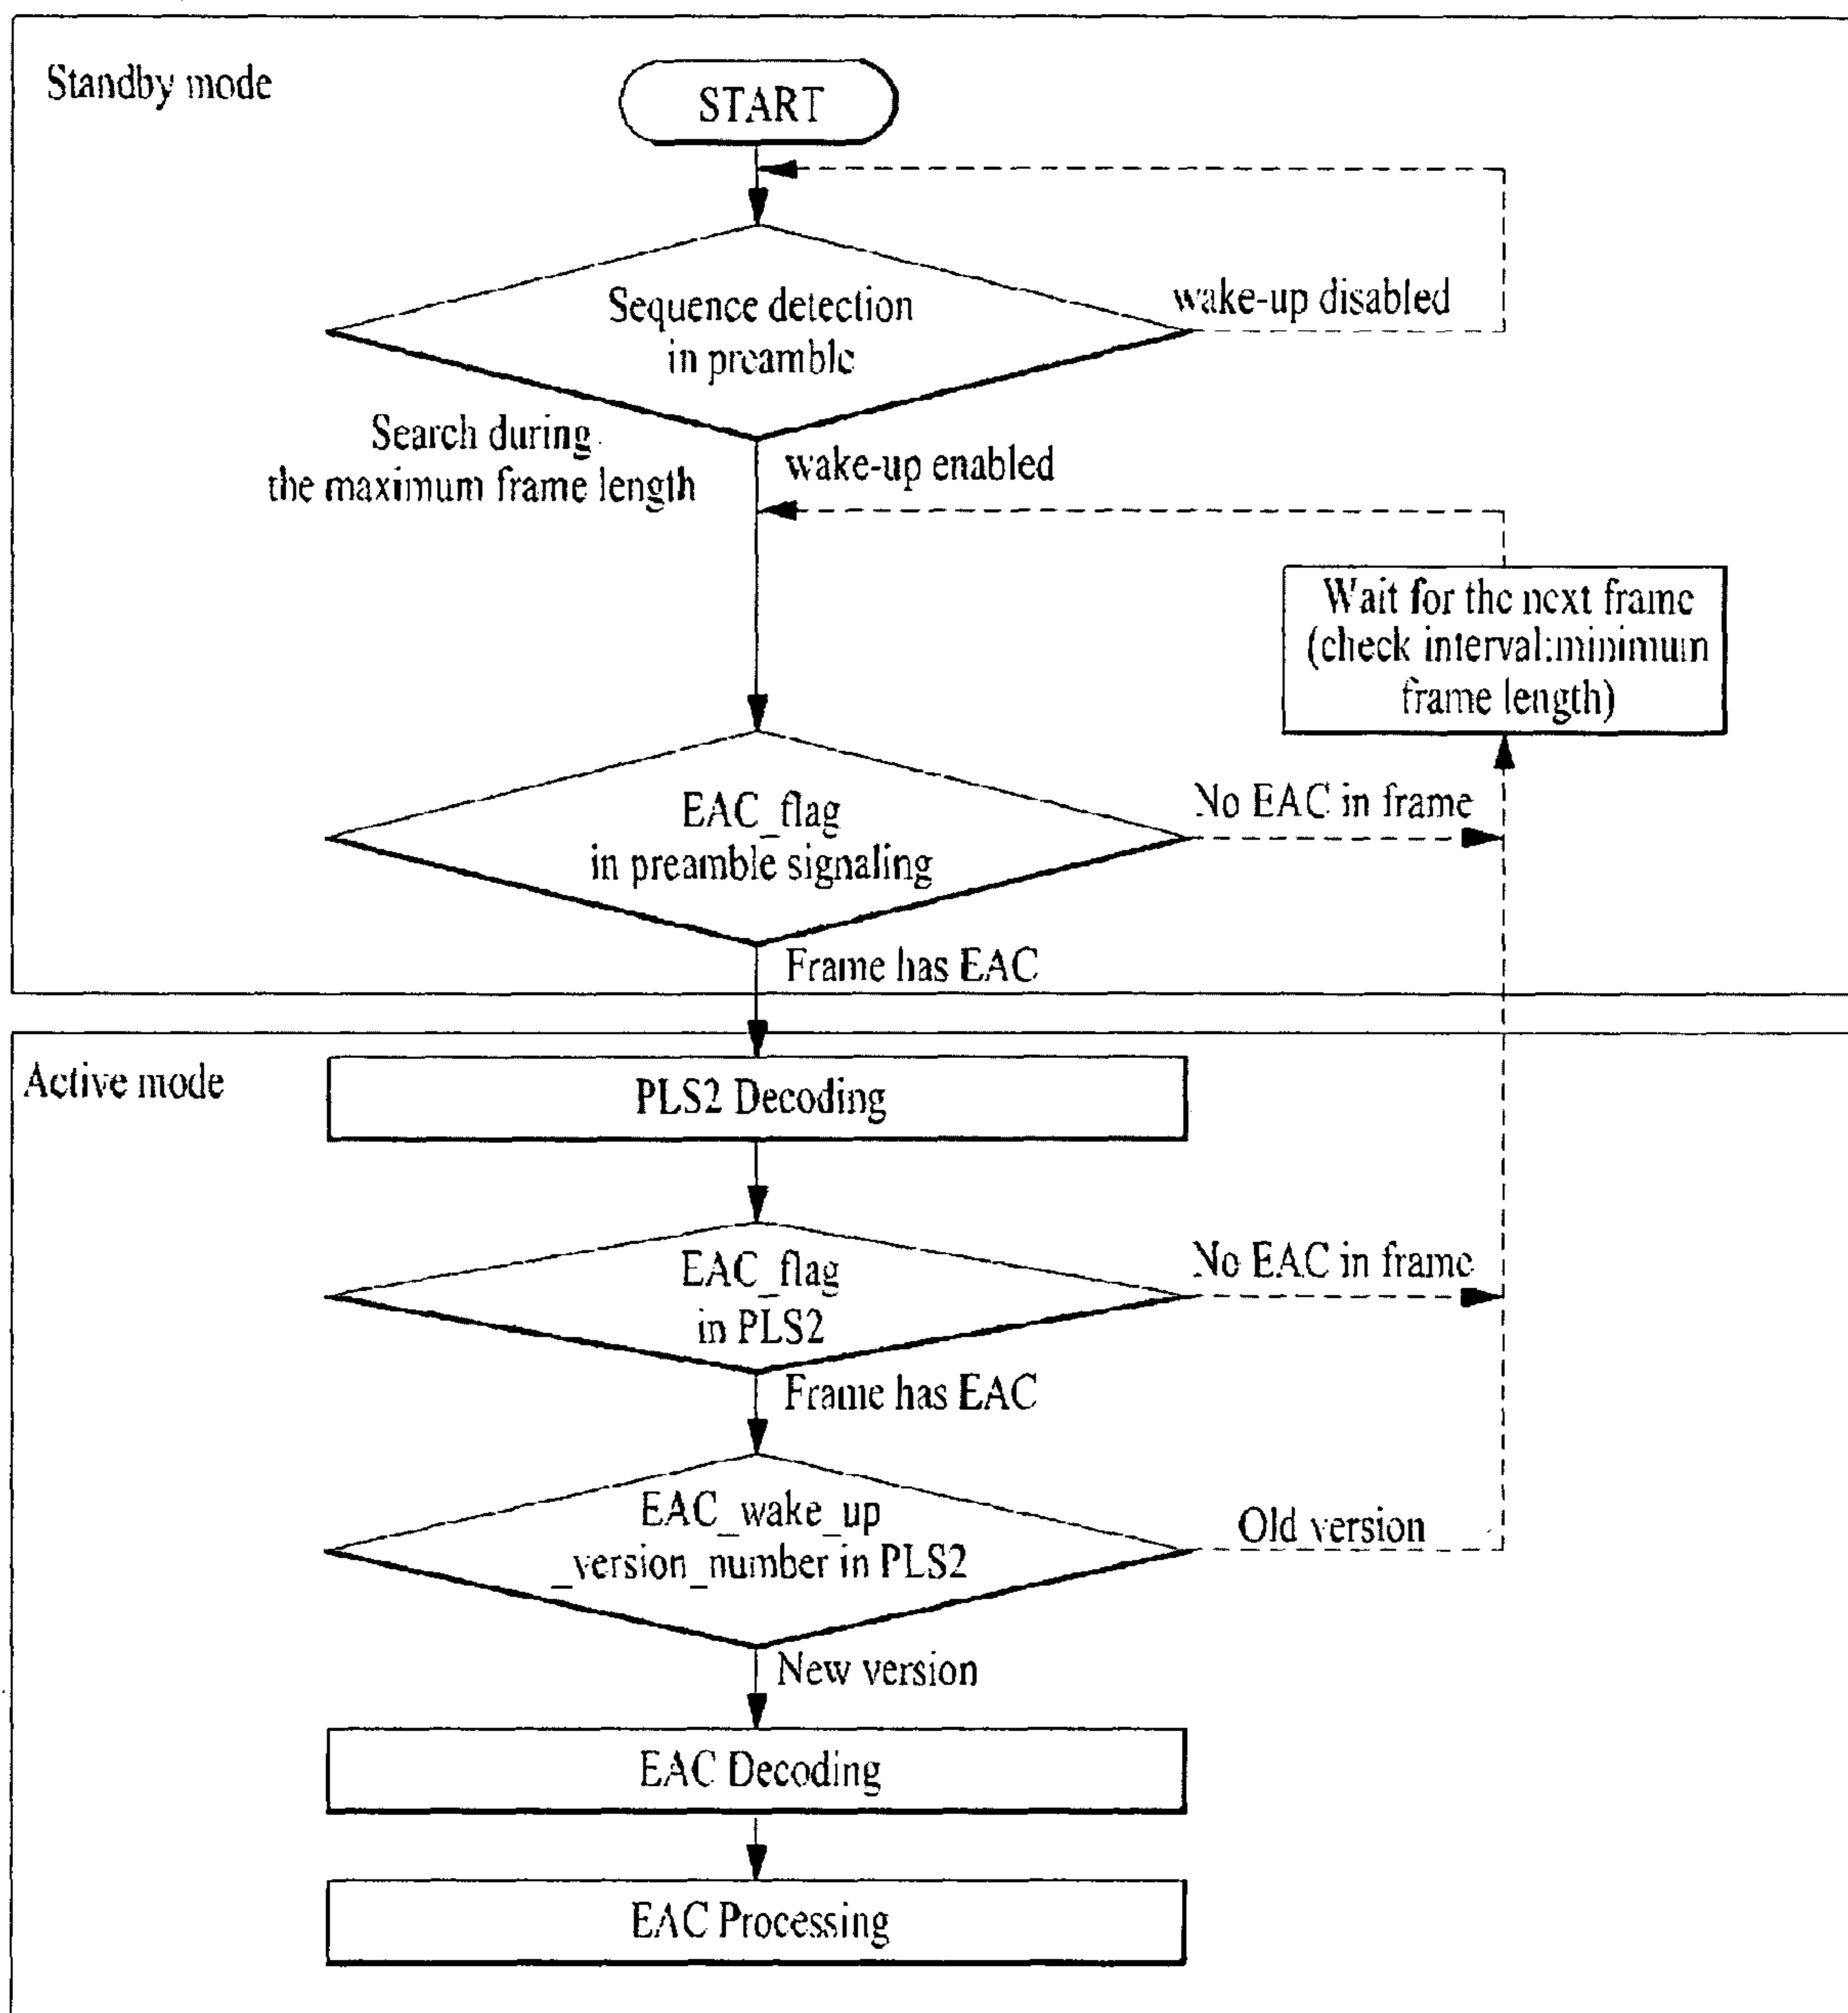 Standby mode
START
Sequence detection
in preamble
wake-up disabled
Search during
the maximum frame length
wake-up enabled
Wait for the next frame
(check interval:minimum
frame length)
EAC_flag
in preamble signaling
No EAC in frame
Frame has EAC
Active mode
PLS2 Decoding
EAC_flag
in PLS2
No EAC in frame
Frame has EAC
EAC_wake_up
_version_number in PLS2
Old version
New version
EAC Decoding
EAC Processing